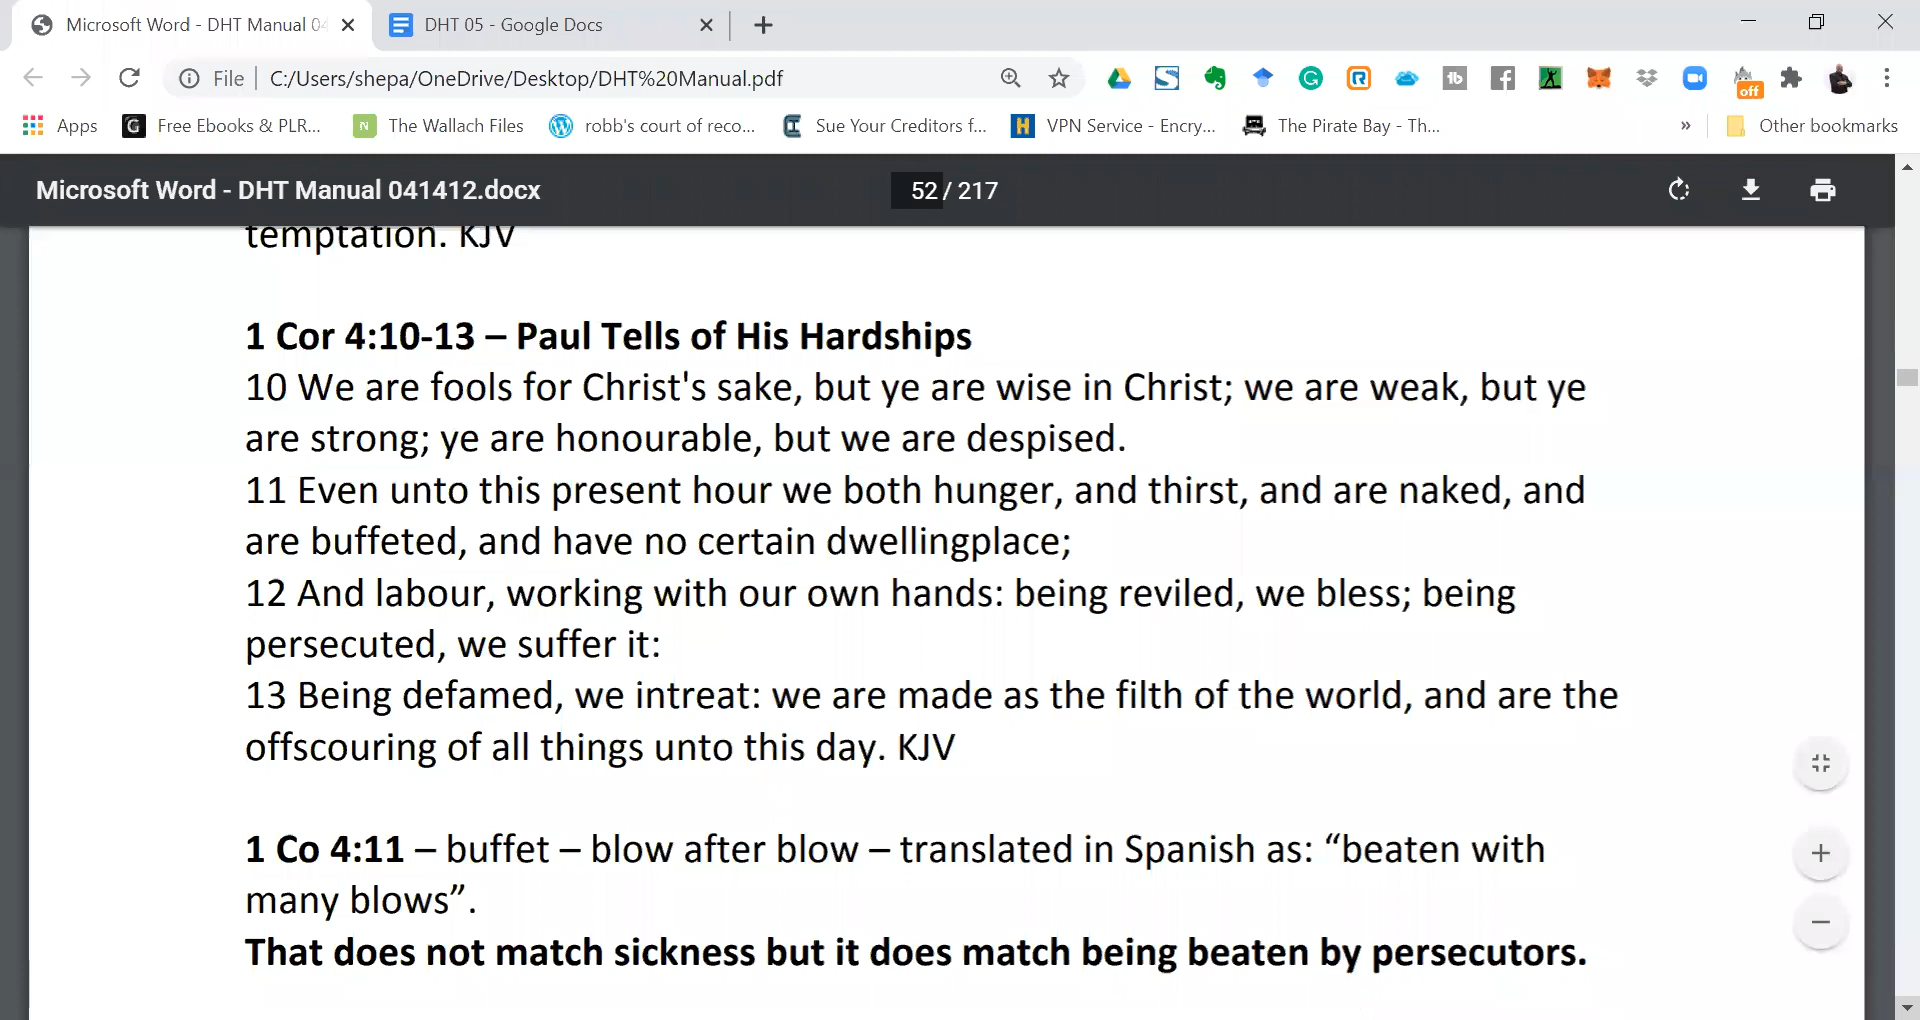 Microsoft Word - DHT Manual 04
DHT 05 - Google Docs
File
C:/Users/shepa/OneDrive/Desktop/DHT%20Manual.pdf
off
Apps
Free Ebooks & PLR...
The Wallach Files
robb's court of reco...
Sue Your Creditors f...
VPN Service - Encry...
The Pirate Bay - Th...
»
Other bookmarks
Microsoft Word - DHT Manual 041412.docx
52 / 217
temptation. KJV
1 Cor 4:10-13 – Paul Tells of His Hardships
10 We are fools for Christ's sake, but ye are wise in Christ; we are weak, but ye
are strong; ye are honourable, but we are despised.
11 Even unto this present hour we both hunger, and thirst, and are naked, and
are buffeted, and have no certain dwellingplace;
12 And labour, working with our own hands: being reviled, we bless; being
persecuted, we suffer it:
13 Being defamed, we intreat: we are made as the filth of the world, and are the
offscouring of all things unto this day. KJV
1 Co 4:11 – buffet – blow after blow – translated in Spanish as: “beaten with
many blows”.
That does not match sickness but it does match being beaten by persecutors.